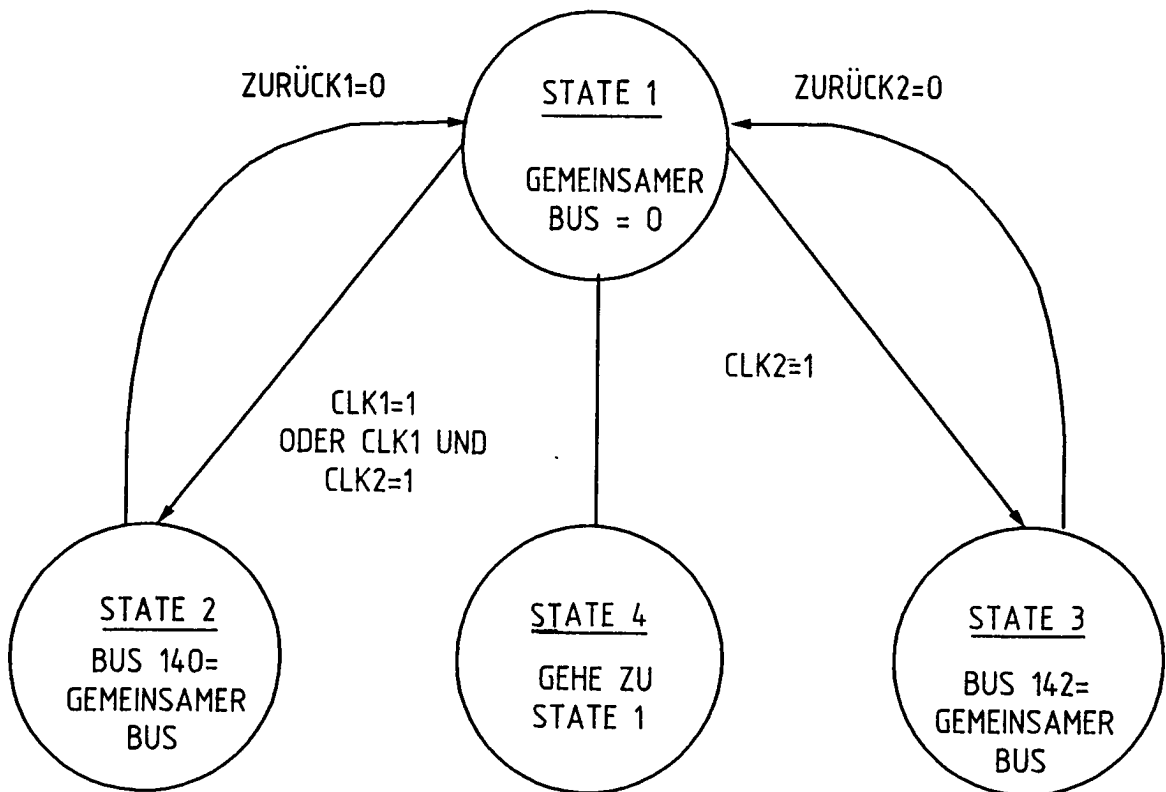 ZURÜCK1=0
STATE 1
GEMEINSAMER
BUS = 0
ZURÜCK2=0
CLK1=1
ODER CLK1 UND
CLK2=1
CLK2=1
STATE 2
BUS 140=
GEMEINSAMER
BUS
STATE 4
GEHE ZU
STATE 1
STATE 3
BUS 142=
GEMEINSAMER
BUS